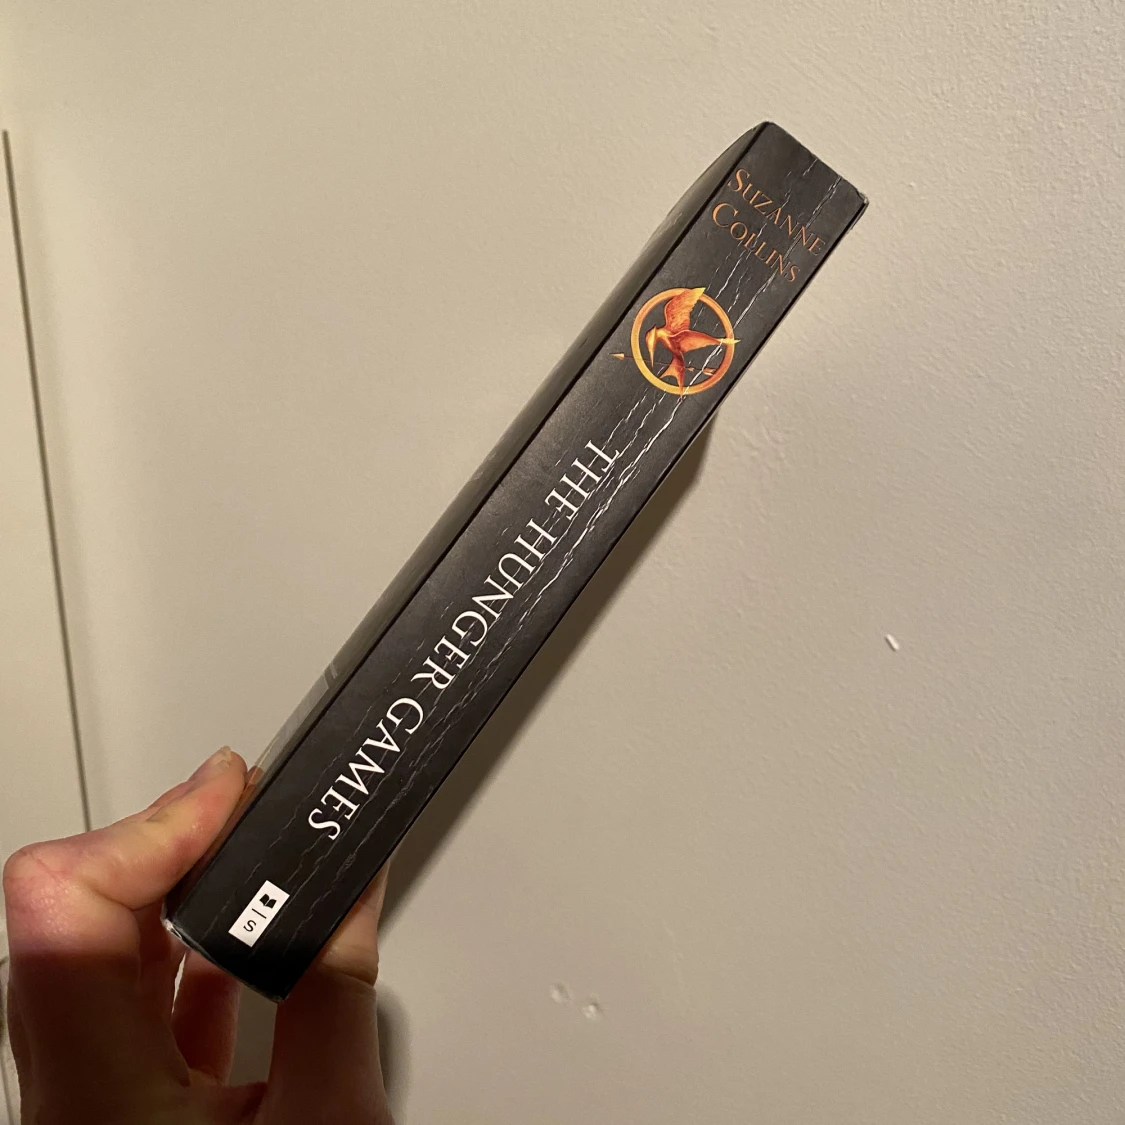 SUZANNE
COLLINS
THE HUNGER GAMES
S